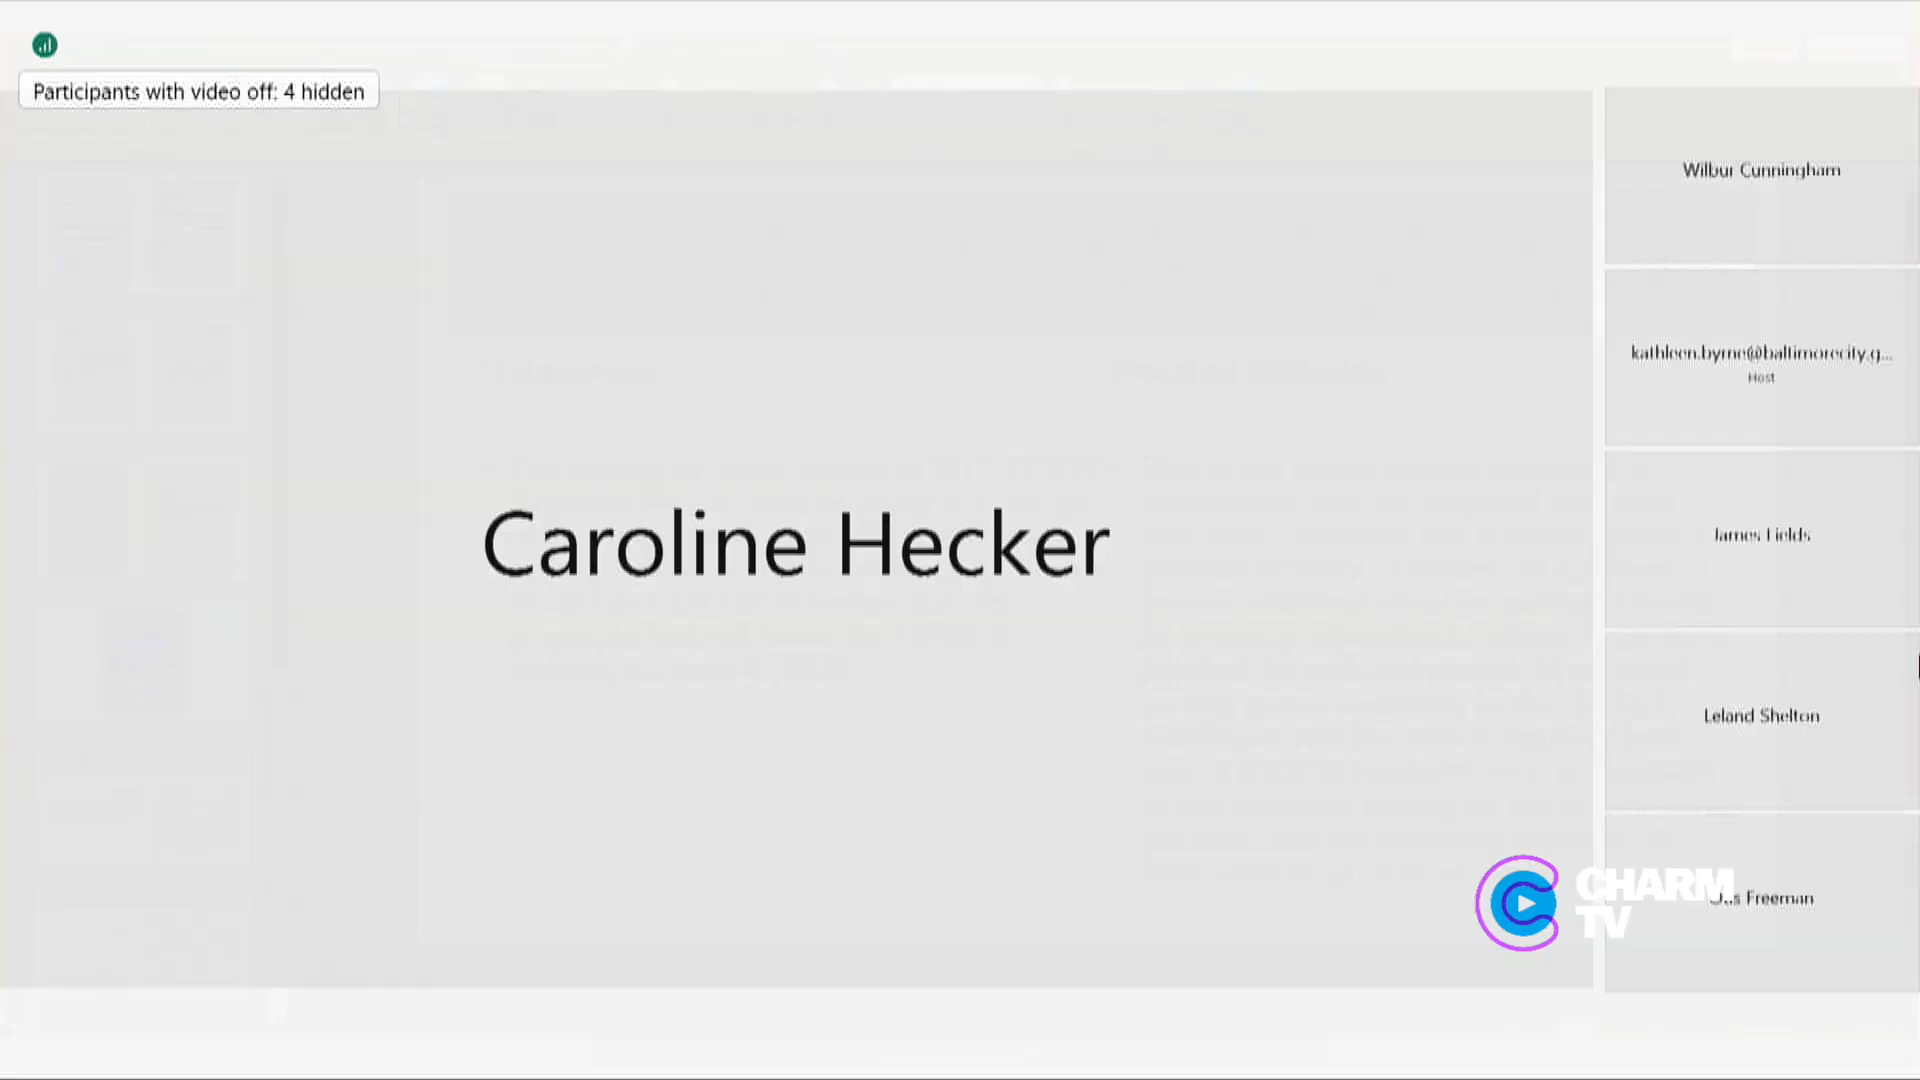 Participants with video off: 4 hidden
Wilbur Cunningham
kathleen.byrne@baltimorecity.g...
Host
James Fields
Caroline Hecker
Leland Shelton
CHARM
TV
Freeman